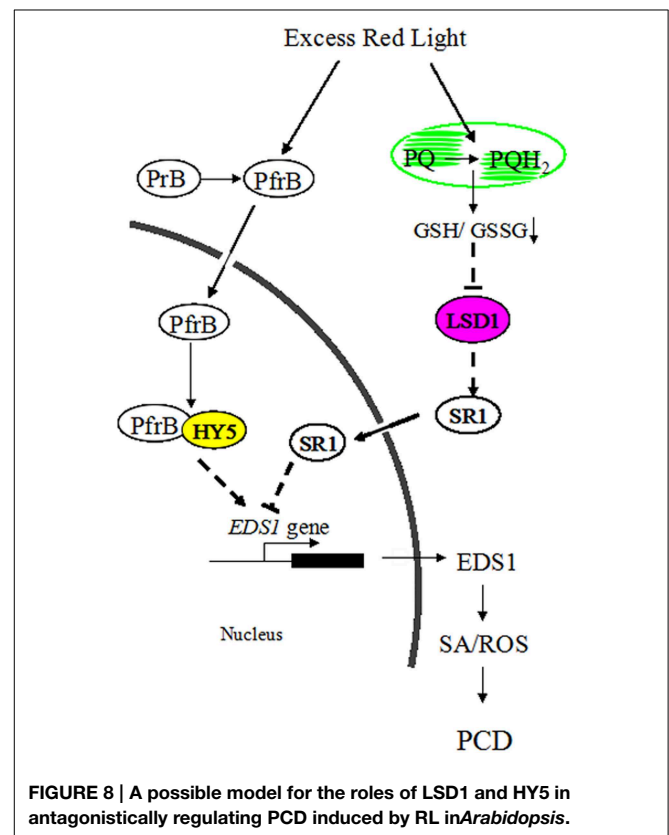 Excess Red Light
PrB
PfrB
PQ
PQH₂
GSH/ GSSG↓
LSD1
PfrB
SR1
PfrB
HY5
SR1
EDS1 gene
EDS1
Nucleus
SA/ROS
PCD
FIGURE 8 | A possible model for the roles of LSD1 and HY5 in
antagonistically regulating PCD induced by RL inArabidopsis.